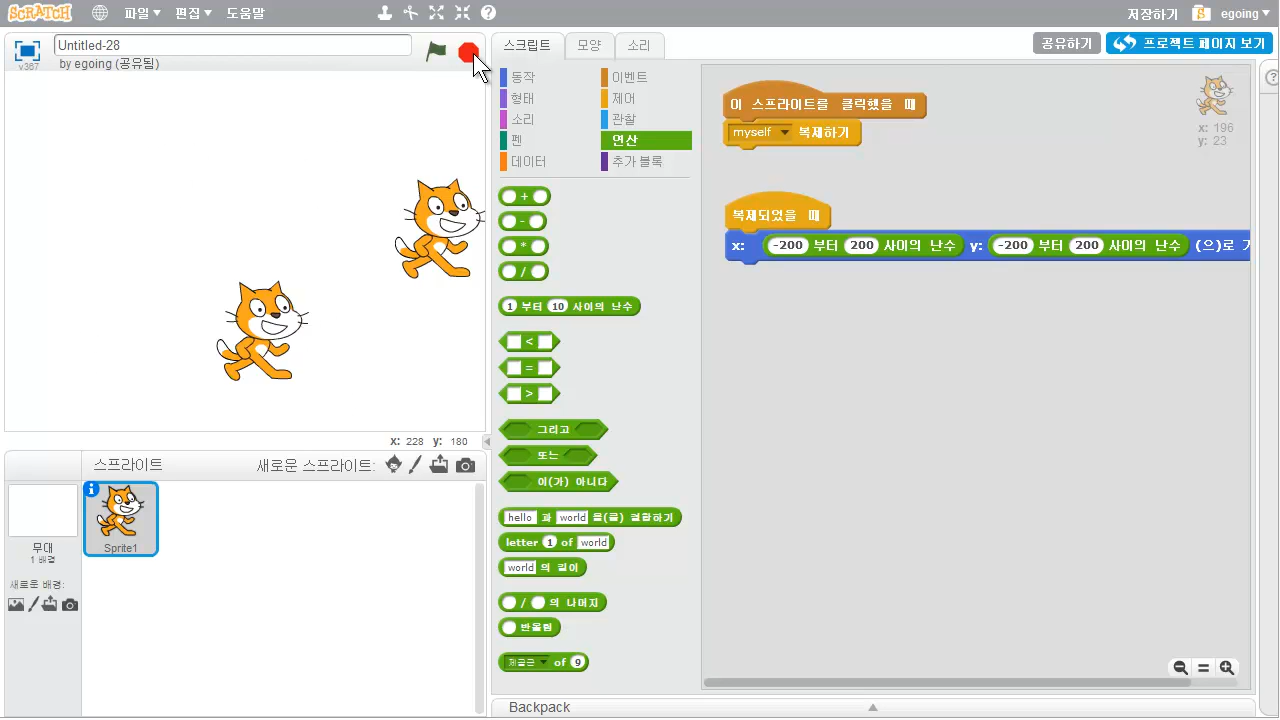 SCRATCH 파일 편집 도움말 저장하기 egoing
Untitled-28
by egoing (공유됨)
v387
스크립트 모양 소리
공유하기 프로젝트 페이지 보기
동작 이벤트
형태 제어
소리 관찰
펜 연산
데이터 추가 블록
+
-
*
/
1 부터 10 사이의 난수
<
=
>
그리고
또는
이(가) 아니다
hello 과 world 을(를) 결합하기
letter 1 of world
world 의 길이
/ 의 나머지
반올림
제곱근 of 9
이 스프라이트를 클릭했을 때
myself 복제하기
복제되었을 때
x: -200 부터 200 사이의 난수 y: -200 부터 200 사이의 난수 (으)로
x: 196
y: 23
x: 228 y: 180
스프라이트 새로운 스프라이트:
Sprite1
무대
1 배경
새로운 배경:
Backpack